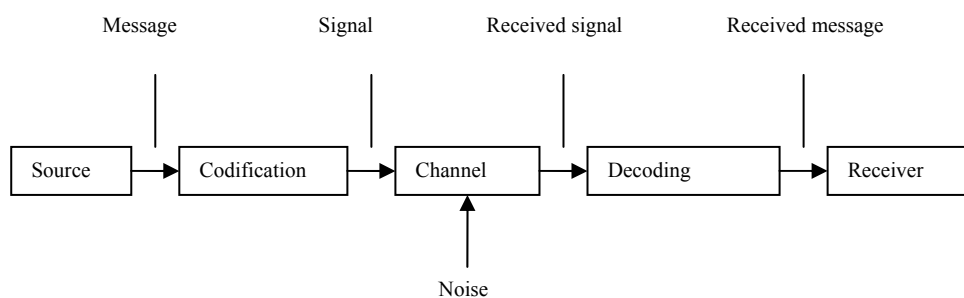 Message Signal Received signal Received message
Source Codification Channel Decoding Receiver
Noise